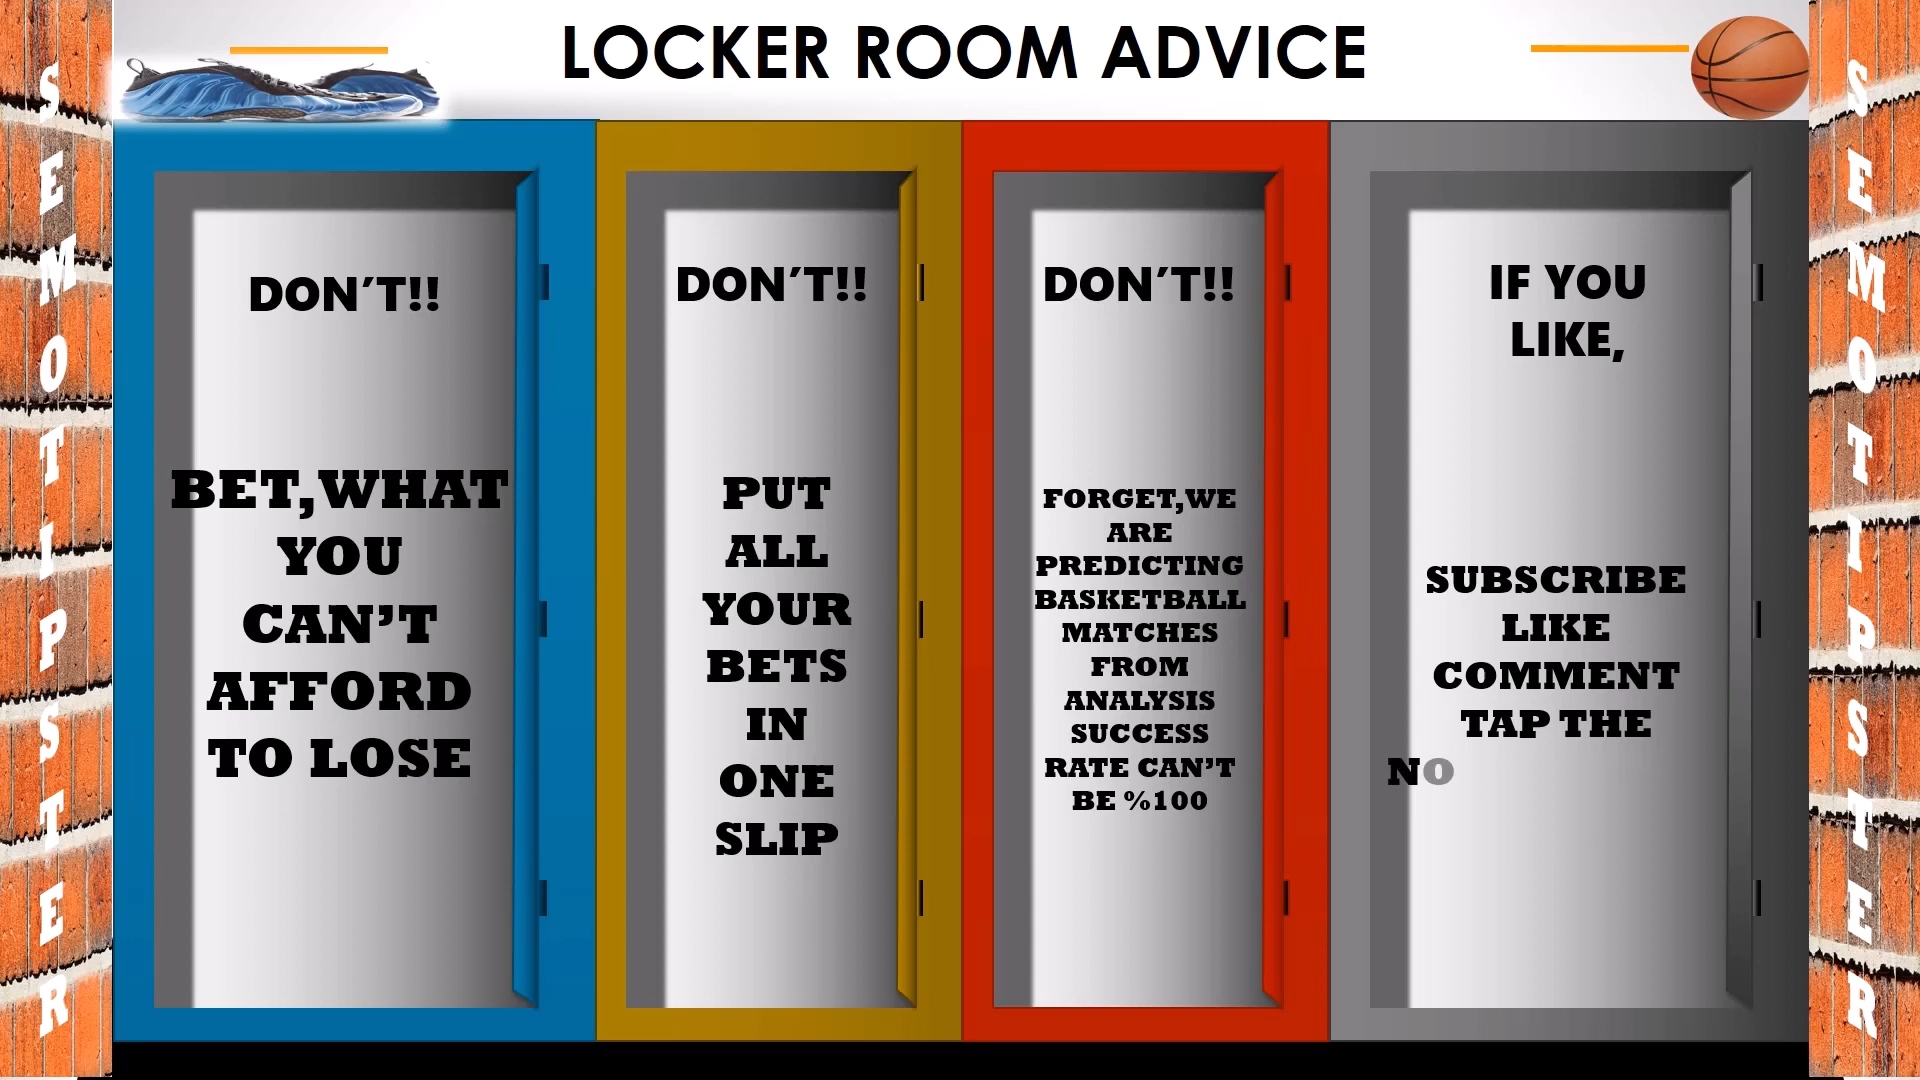 LOCKER ROOM ADVICE
SEMOTIPSTER
DON'T!!
BET,WHAT
YOU
CAN'T
AFFORD
TO LOSE
DON'T!!
PUT
ALL
YOUR
BETS
IN
ONE
SLIP
DON'T!!
FORGET,WE
ARE
PREDICTING
BASKETBALL
MATCHES
FROM
ANALYSIS
SUCCESS
RATE CAN'T
BE %100
IF YOU
LIKE,
SUBSCRIBE
LIKE
COMMENT
TAP THE
NO
SEMOTIPSTER